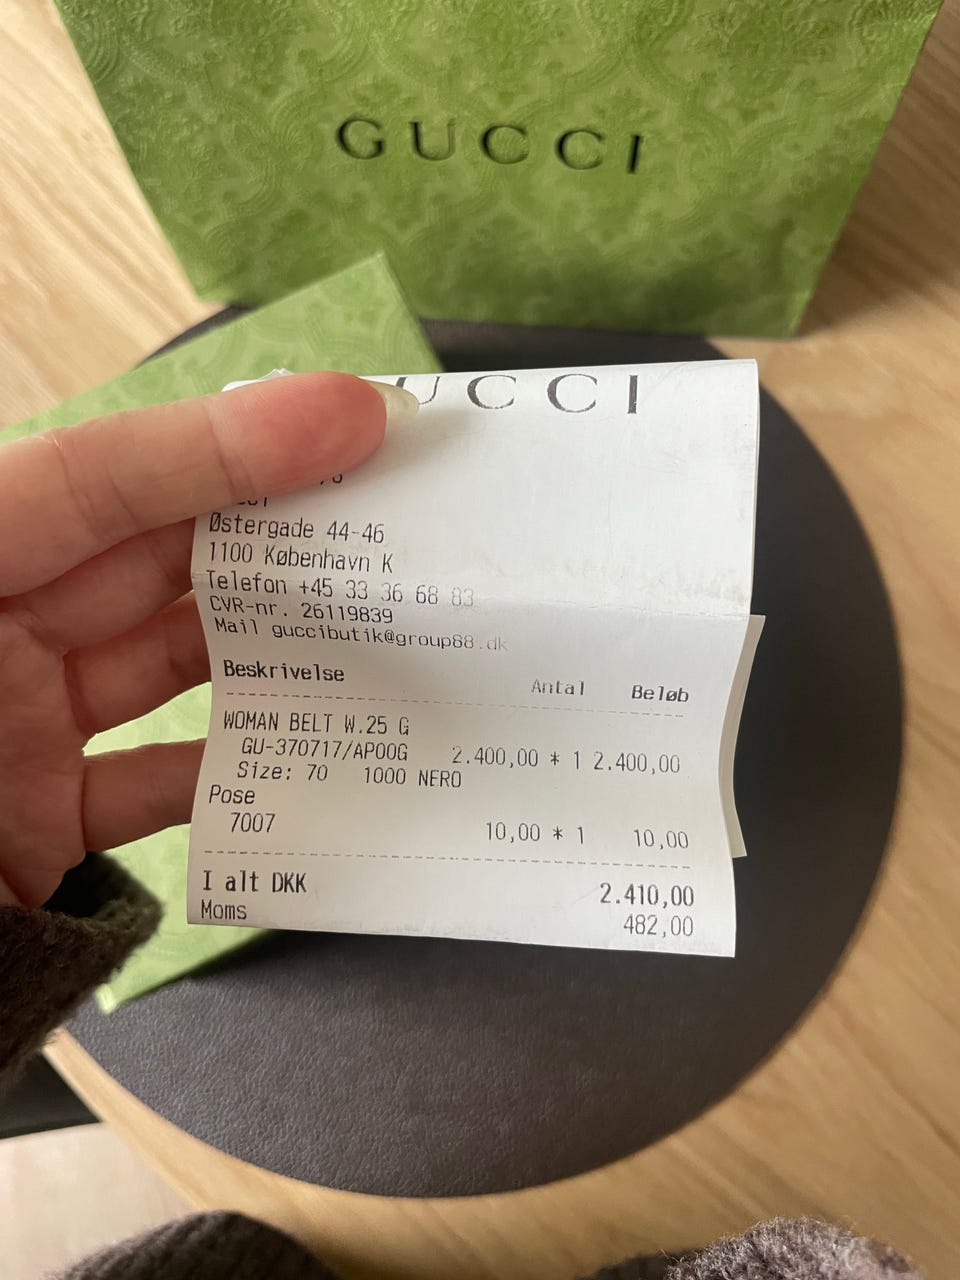 GUCCI
UCCI
Østergade 44-46
1100 København K
Telefon +45 33 36 68 83
CVR-nr. 26119839
Mail guccibutik@group88.dk
Beskrivelse Antal Beløb
WOMAN BELT W.25 G
GU-370717/AP00G 2.400,00 * 1 2.400,00
Size: 70 1000 NERO
Pose
7007 10,00 * 1 10,00
I alt DKK 2.410,00
Moms 482,00